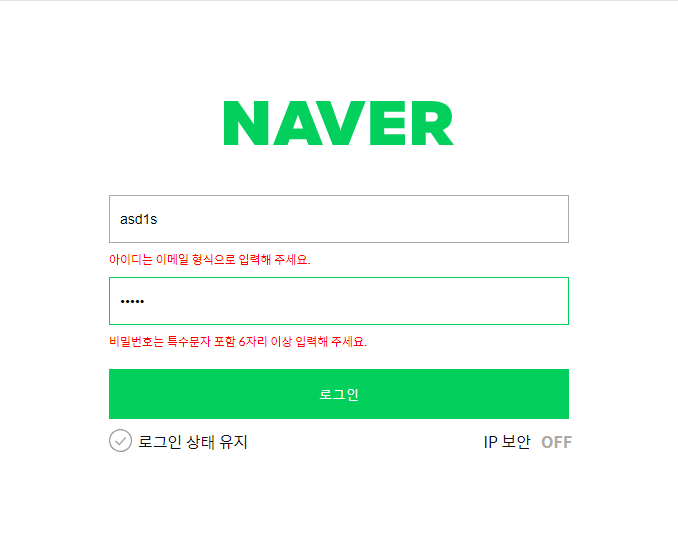 NAVER
asd1s
아이디는 이메일 형식으로 입력해 주세요.
•••••
비밀번호는 특수문자 포함 6자리 이상 입력해 주세요.
로그인
로그인 상태 유지
IP 보안 OFF